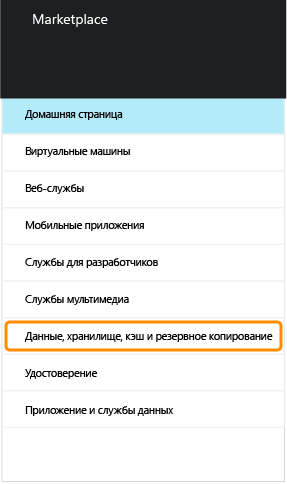 Marketplace
Домашняя страница
Виртуальные машины
Веб-службы
Мобильные приложения
Службы для разработчиков
Службы мультимедиа
Данные, хранилище, кэш и резервное копирование
Удостоверение
Приложение и службы данных